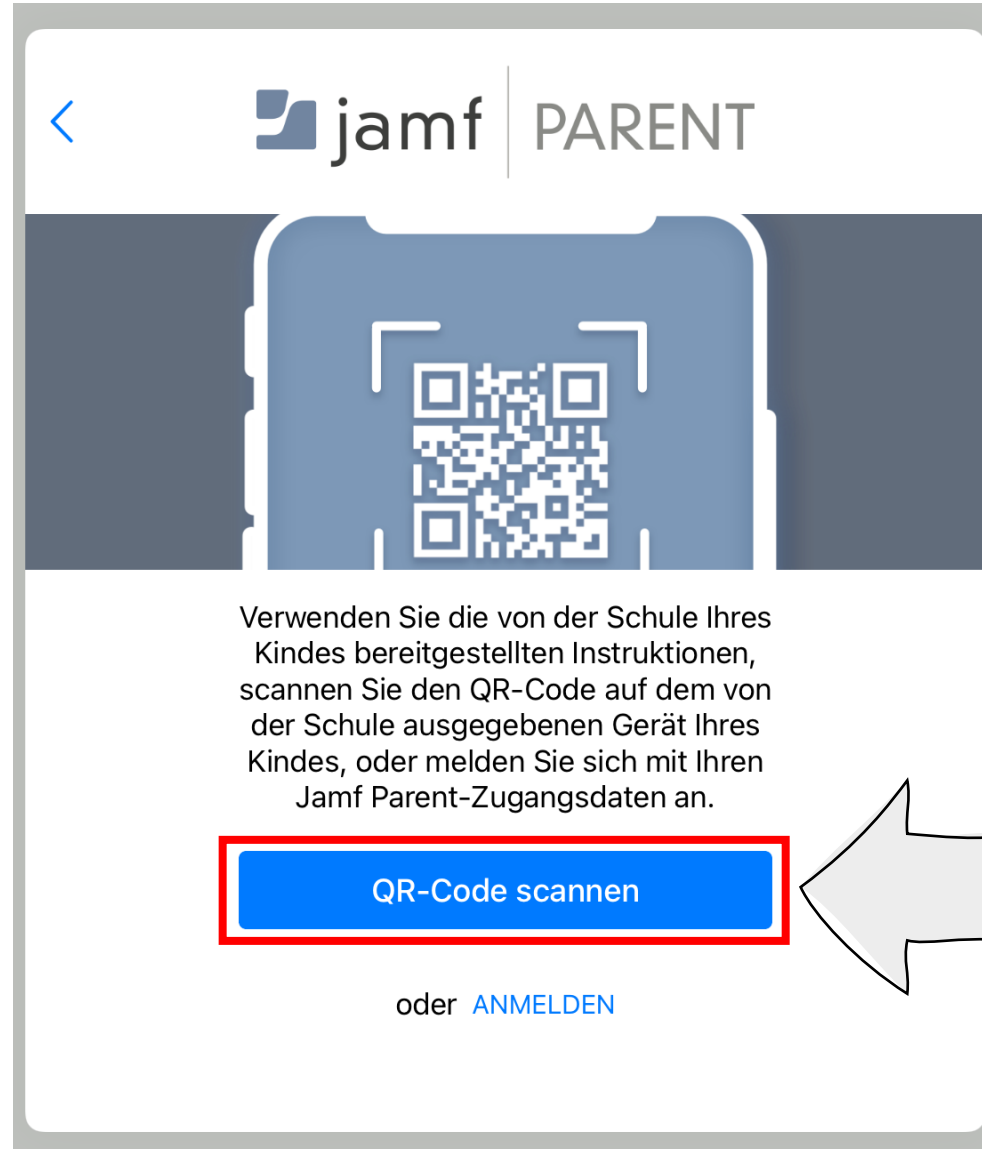 jamf PARENT
Verwenden Sie die von der Schule Ihres
Kindes bereitgestellten Instruktionen,
scannen Sie den QR-Code auf dem von
der Schule ausgegebenen Gerät Ihres
Kindes, oder melden Sie sich mit Ihren
Jamf Parent-Zugangsdaten an.
QR-Code scannen
oder ANMELDEN